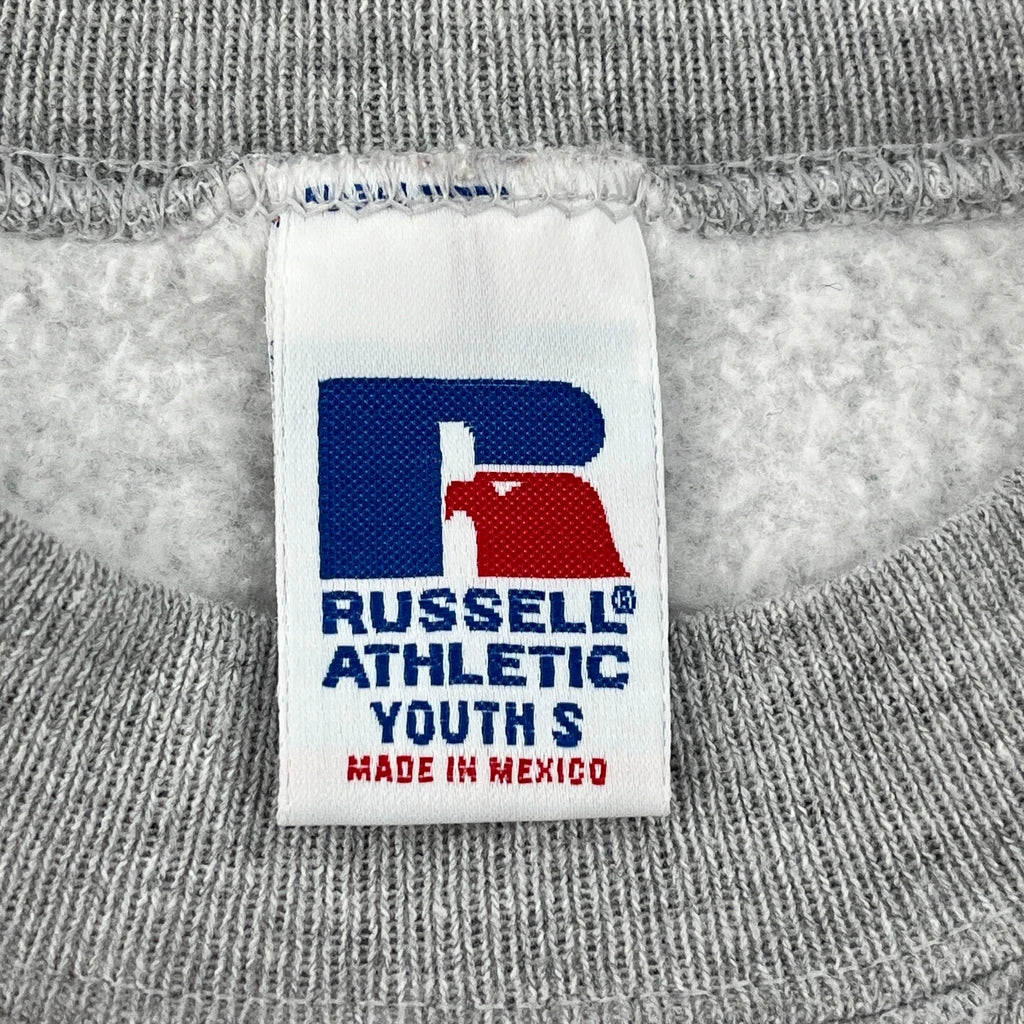 RUSSELL®
ATHLETIC
YOUTH S
MADE IN MEXICO